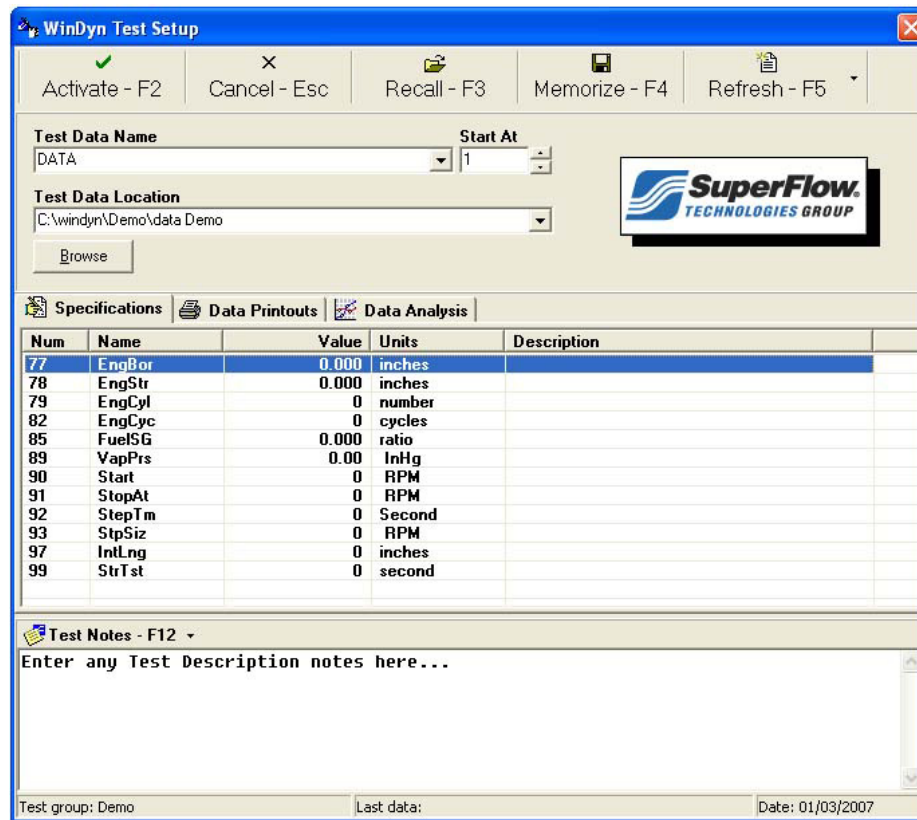 WinDyn Test Setup
Activate - F2 Cancel - Esc Recall - F3 Memorize - F4 Refresh - F5
Test Data Name Start At
DATA 1
Test Data Location
C:\windyn\Demo\data Demo
Browse
SuperFlow.
TECHNOLOGIES GROUP
Specifications Data Printouts Data Analysis
Num Name Value Units Description
77 EngBor 0.000 inches
78 EngStr 0.000 inches
79 EngCyl 0 number
82 EngCyc 0 cycles
85 FuelSG 0.000 ratio
89 VapPrs 0.00 InHg
90 Start 0 RPM
91 StopAt 0 RPM
92 StepTm 0 Second
93 StpSiz 0 RPM
97 IntLng 0 inches
99 StrTst 0 second
Test Notes - F12
Enter any Test Description notes here...
Test group: Demo Last data: Date: 01/03/2007